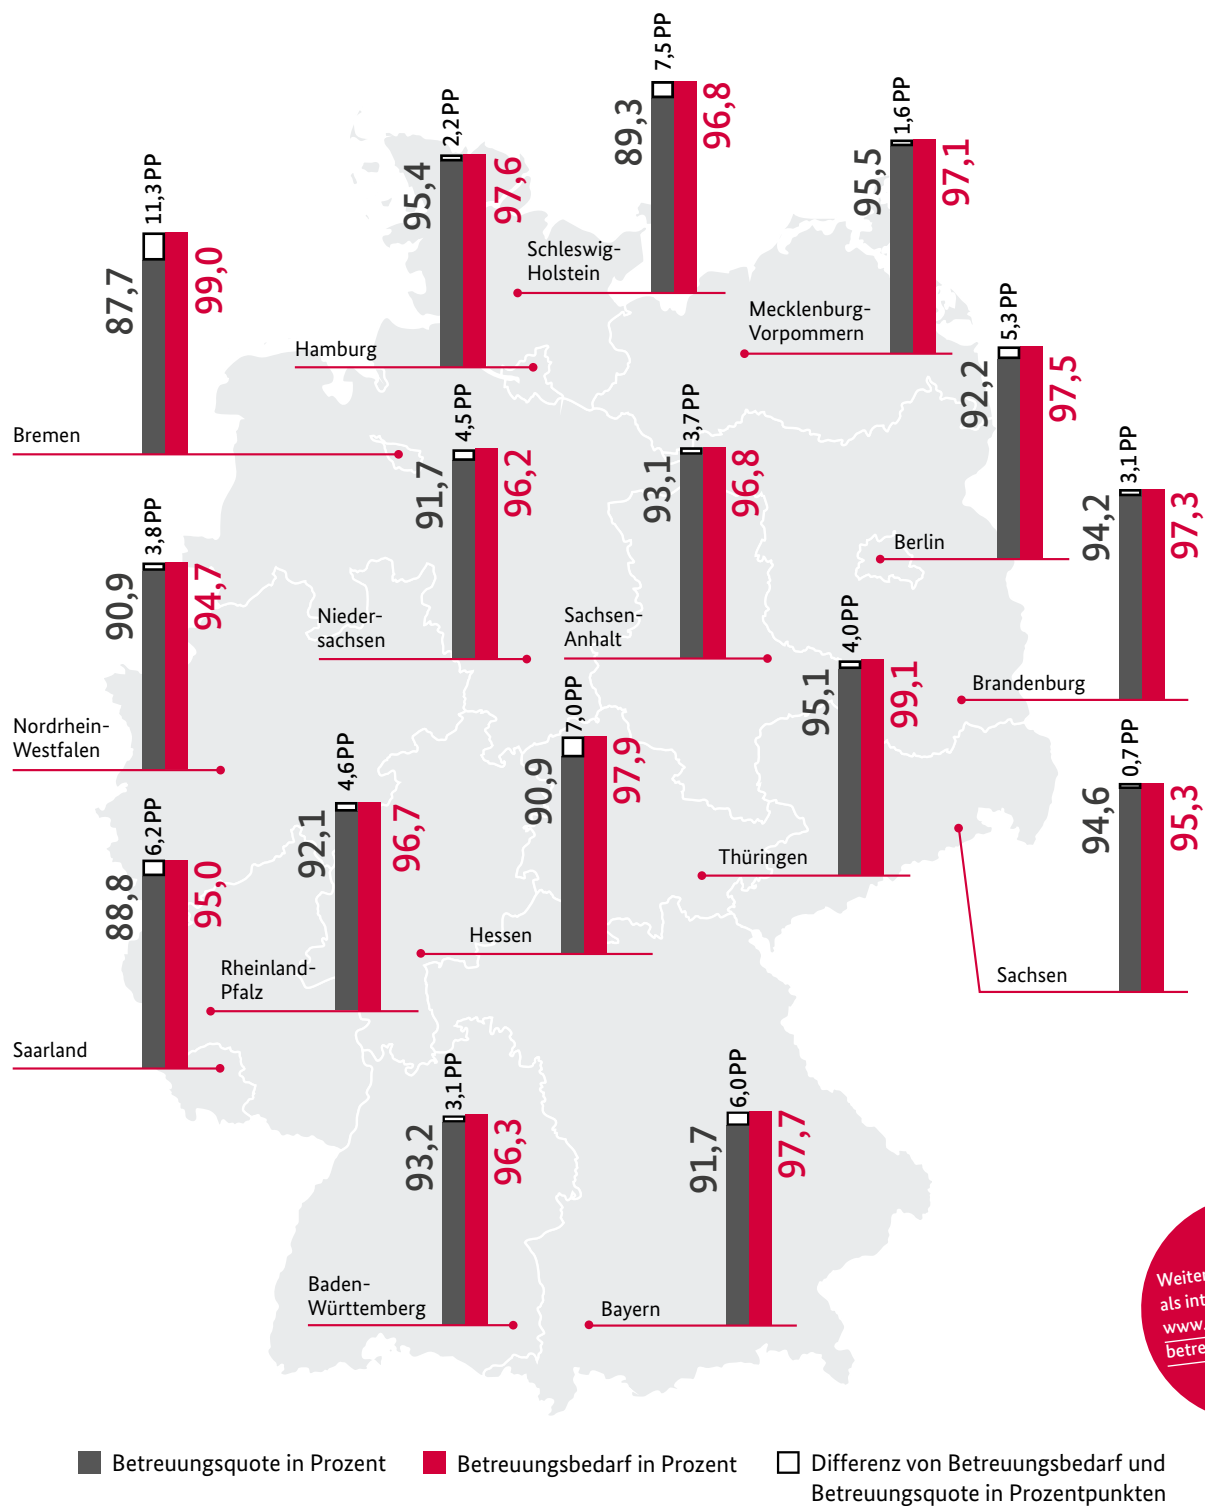 7,5 PP
89,3
96,8
Schleswig-
Holstein
2,2 PP
95,4
97,6
Hamburg
1,6 PP
95,5
97,1
Mecklenburg-
Vorpommern
11,3 PP
87,7
99,0
Bremen
5,3 PP
92,2
97,5
Berlin
4,5 PP
91,7
96,2
Nieder-
sachsen
3,7 PP
93,1
96,8
Sachsen-
Anhalt
3,1 PP
94,2
97,3
Brandenburg
3,8 PP
90,9
94,7
Nordrhein-
Westfalen
4,0 PP
95,1
99,1
Thüringen
7,0 PP
90,9
97,9
Hessen
0,7 PP
94,6
95,3
Sachsen
4,6 PP
92,1
96,7
Rheinland-
Pfalz
6,2 PP
88,8
95,0
Saarland
3,1 PP
93,2
96,3
Baden-
Württemberg
6,0 PP
91,7
97,7
Bayern
Weiter
als int
www.
betre
Betreuungsquote in Prozent
Betreuungsbedarf in Prozent
Differenz von Betreuungsbedarf und
Betreuungsquote in Prozentpunkten